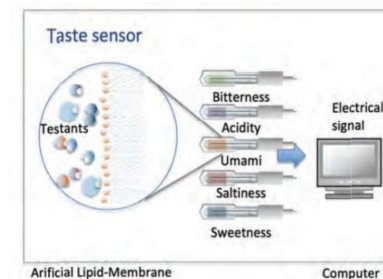 Taste sensor
Bitterness
Electrical
signal
Testants
Acidity
Umami
Saltiness
Sweetness
Arificial Lipid-Membrane
Computer